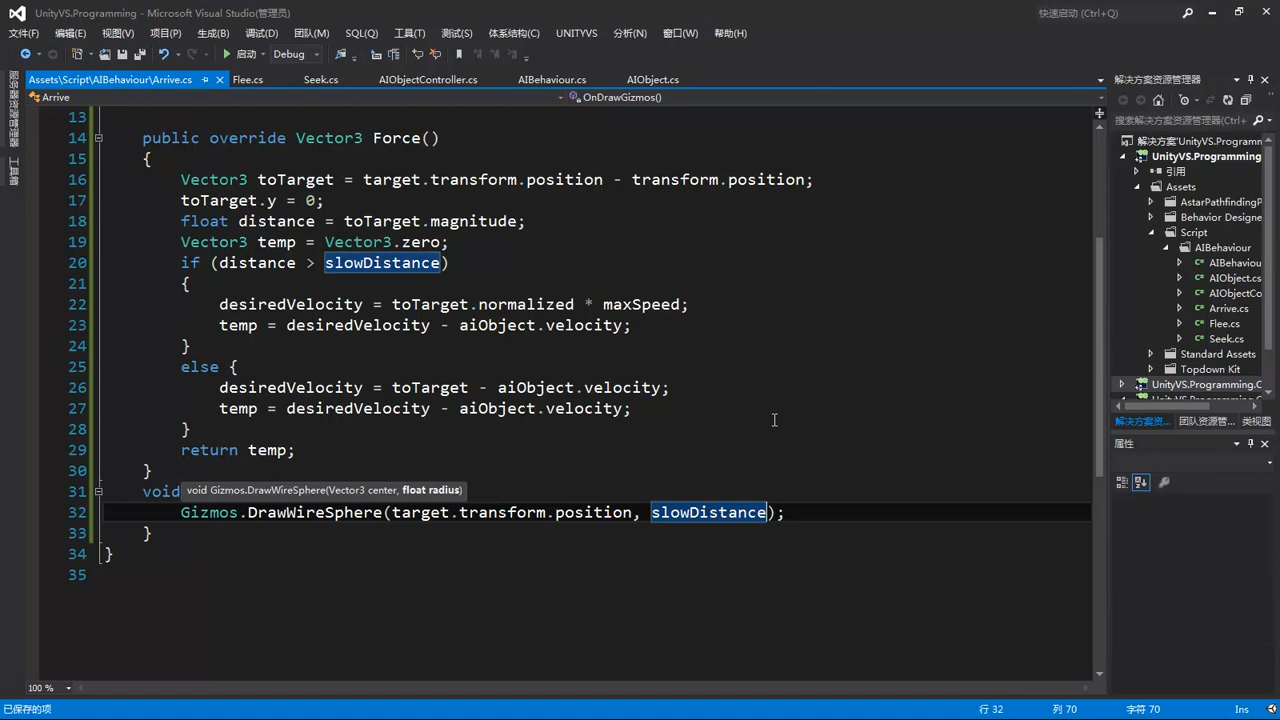 UnityVS.Programming - Microsoft Visual Studio(管理员)
快速启动 (Ctrl+Q)
文件(F) 编辑(E) 视图(V) 项目(P) 生成(B) 调试(D) 团队(M) SQL(Q) 工具(T) 测试(S) 体系结构(C) UNITYVS 分析(N) 窗口(W) 帮助(H)
启动 Debug
Assets\Script\AIBehaviour\Arrive.cs Flee.cs Seek.cs AIObjectController.cs AIBehaviour.cs AIObject.cs
Arrive OnDrawGizmos()
服务器资源管理器
工具箱
13
14 public override Vector3 Force()
15 {
16 Vector3 toTarget = target.transform.position - transform.position;
17 toTarget.y = 0;
18 float distance = toTarget.magnitude;
19 Vector3 temp = Vector3.zero;
20 if (distance > slowDistance)
21 {
22 desiredVelocity = toTarget.normalized * maxSpeed;
23 temp = desiredVelocity - aiObject.velocity;
24 }
25 else {
26 desiredVelocity = toTarget - aiObject.velocity;
27 temp = desiredVelocity - aiObject.velocity;
28 }
29 return temp;
30 }
31 void
void Gizmos.DrawWireSphere(Vector3 center, float radius)
32 Gizmos.DrawWireSphere(target.transform.position, slowDistance);
33 }
34 }
35
100 %
解决方案资源管理器
搜索解决方案资源管理器(Ctrl+
解决方案'UnityVS.Programm
UnityVS.Programming
引用
Assets
AstarPathfindingP
Behavior Designe
Script
AIBehaviour
AIBehaviou
AIObject.cs
AIObjectCo
Arrive.cs
Flee.cs
Seek.cs
Standard Assets
Topdown Kit
UnityVS.Programming.C
解决方案资... 团队资源管... 类视图
属性
已保存的项 行 32 列 70 字符 70 Ins